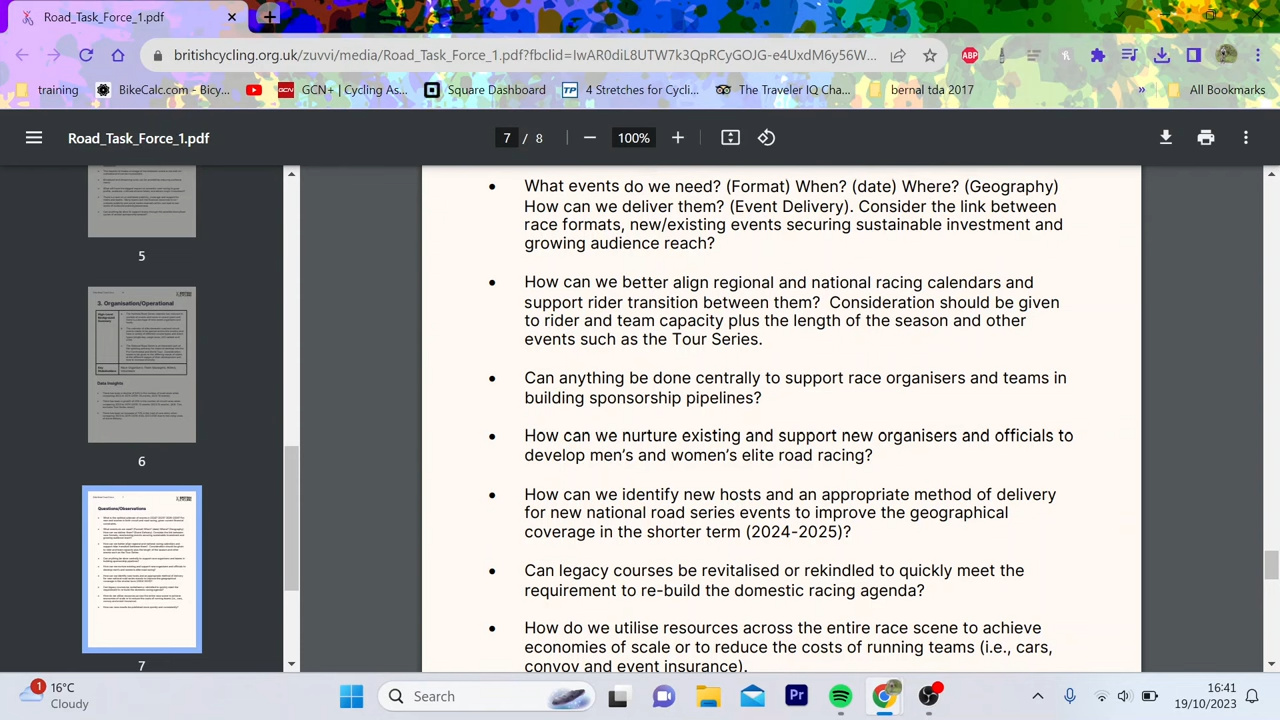 Road_Task_Force_1.pdf
britishcycling.org.uk/zuvvi/media/Road_Task_Force_1.pdf?fbclid=IwAR0diL8UTW7k3QpRCyGOJG-e4UxdM6y56W...
training
BikeCalc.com - Bicy...
GCN+ | Cycling As...
Square Dashboard
4 Stretches for Cyclin...
The Traveler IQ Cha...
bernal tda 2017
»
All Bookmarks
Road_Task_Force_1.pdf
7 / 8
100%
5
3. Organisation/Operational
Data Insights
6
Questions/Observations
7
• What events do we need? (Format) When? (date) Where? (Geography)
How can we deliver them? (Event Delivery). Consider the link between
race formats, new/existing events securing sustainable investment and
growing audience reach?
• How can we better align regional and national racing calendars and
support rider transition between them? Consideration should be given
to rider and team capacity plus the length of the season and other
events such as the Tour Series.
• Can anything be done centrally to support race organisers and teams in
building sponsorship pipelines?
• How can we nurture existing and support new organisers and officials to
develop men's and women's elite road racing?
• How can we identify new hosts and an appropriate method of delivery
for new national road series events to improve the geographical
coverage in the shorter term (2024-2025)?
• Can legacy courses be revitalised or rekindled to quickly meet the
requirement to re-build the domestic racing agenda?
• How do we utilise resources across the entire race scene to achieve
economies of scale or to reduce the costs of running teams (i.e., cars,
convoy and event insurance).
1
16°C
Cloudy
Search
16:41
19/10/2023